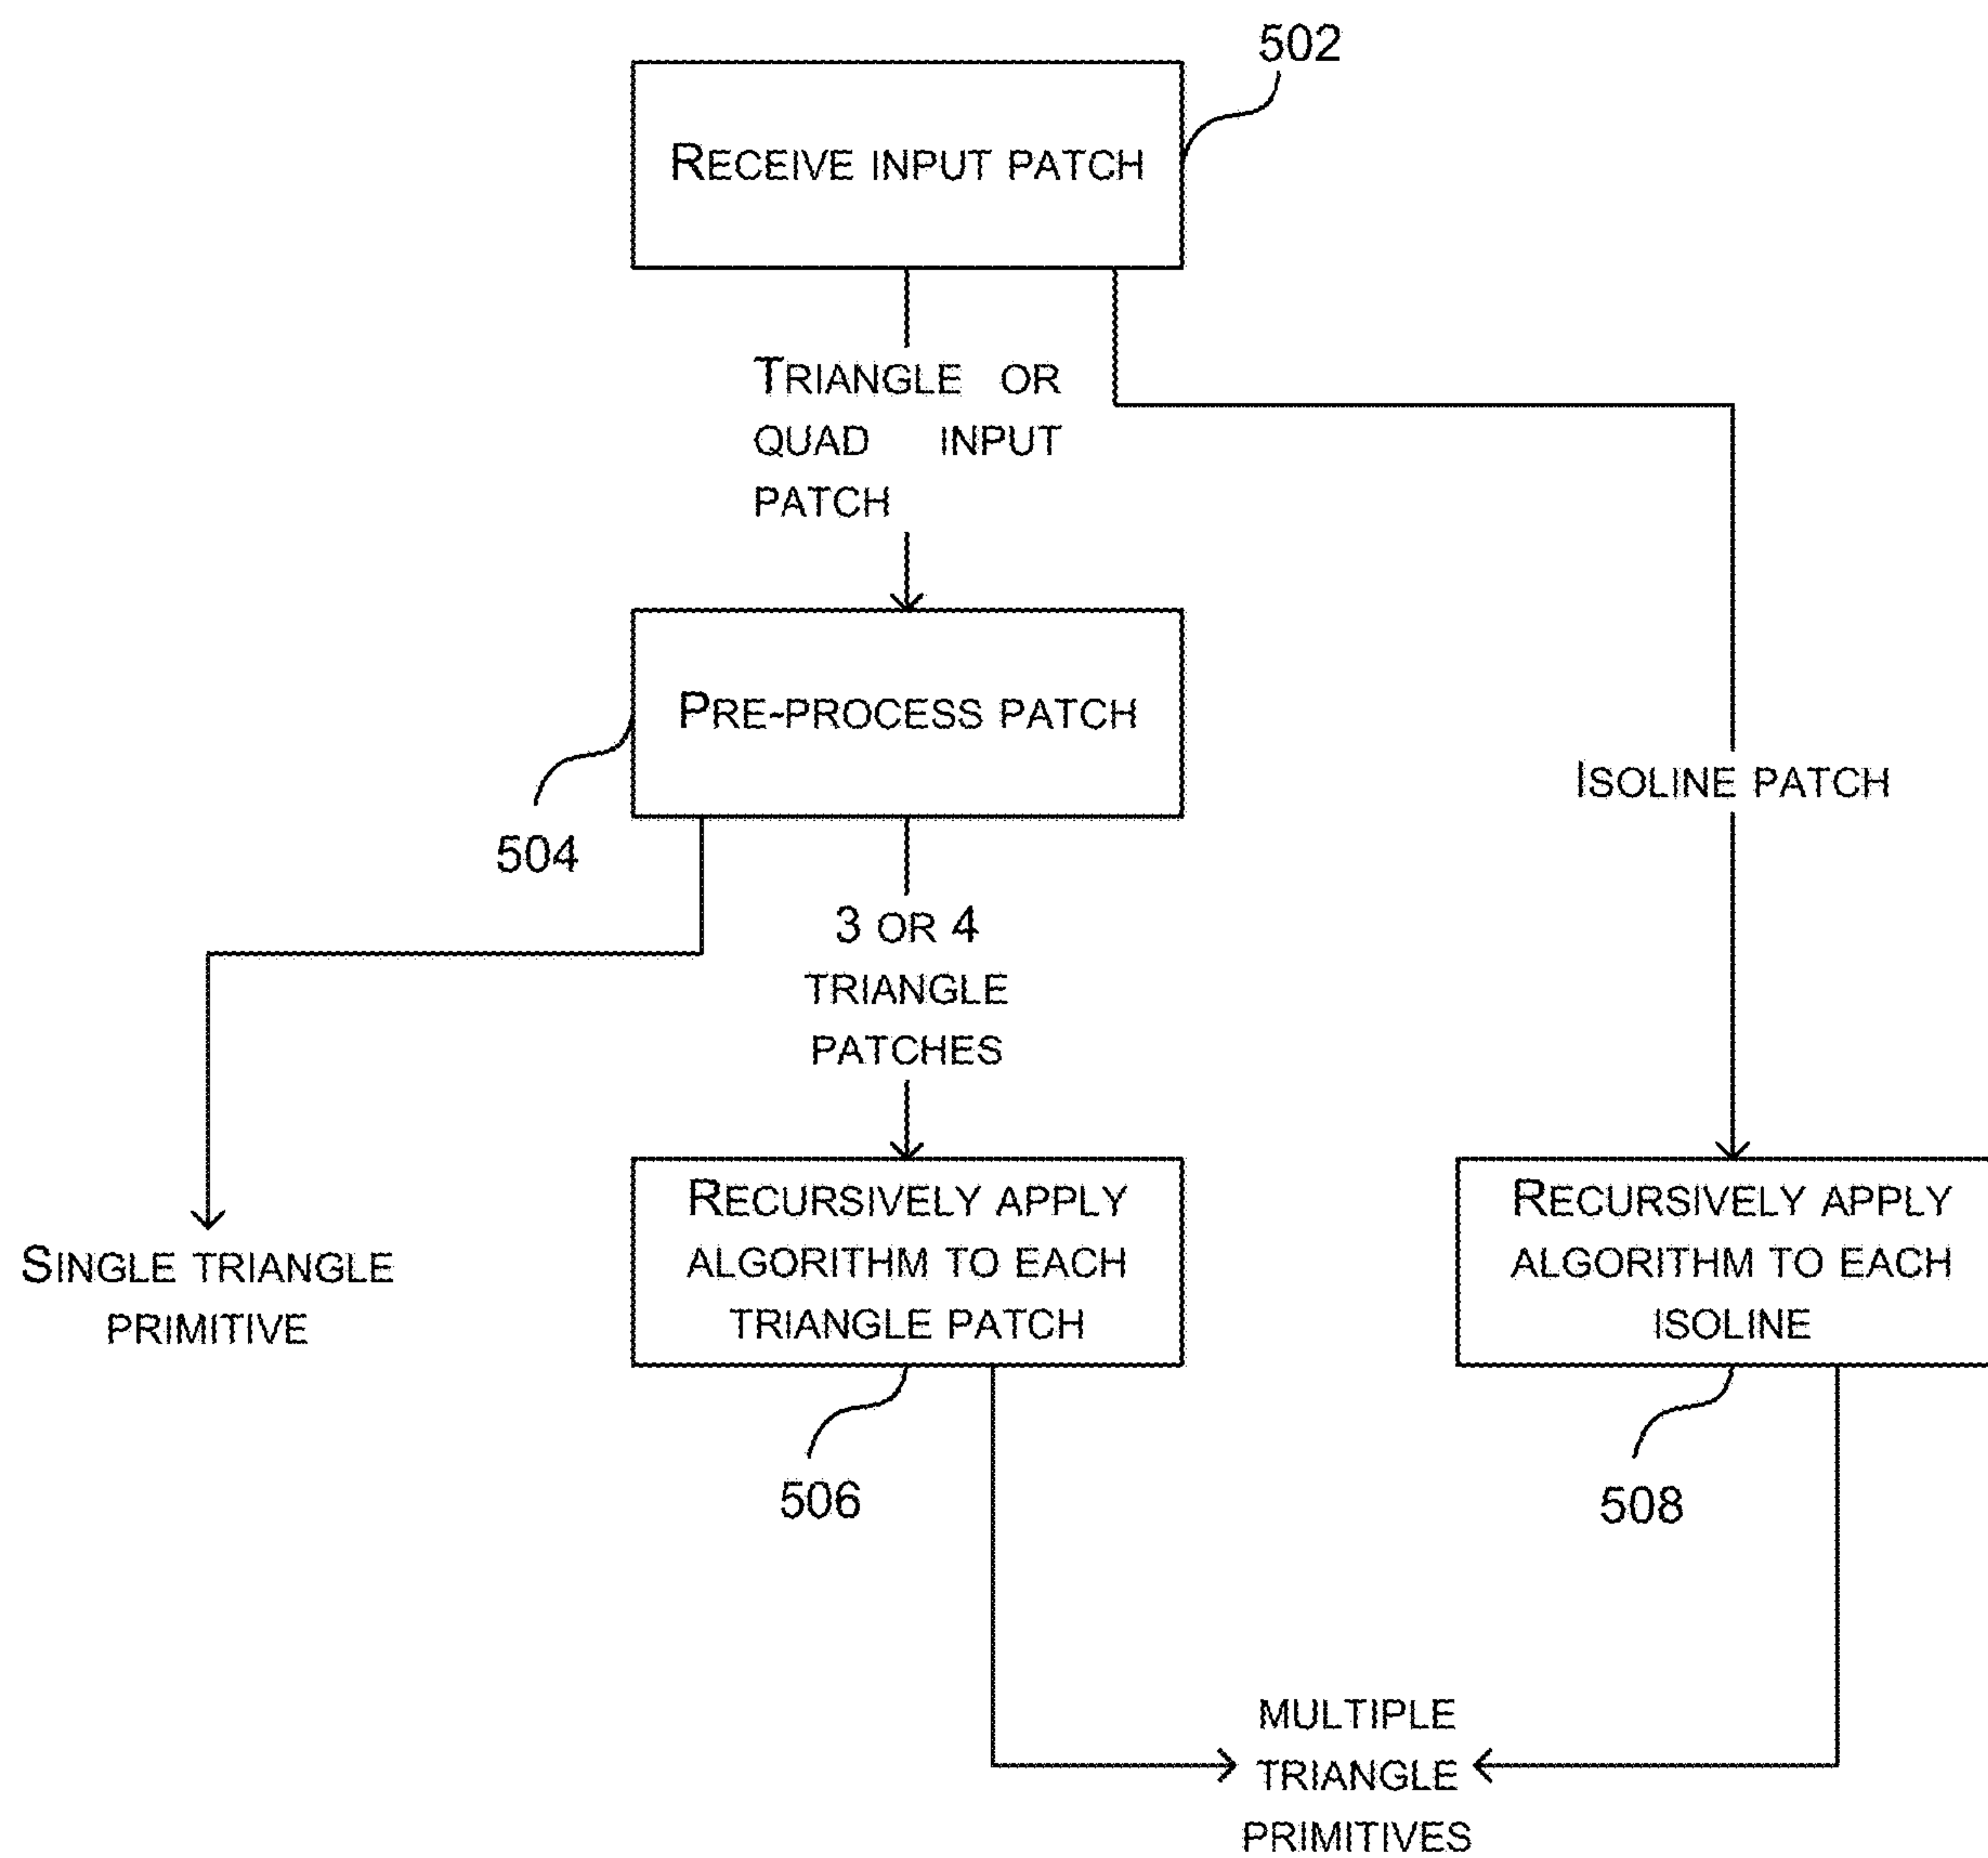 502
RECEIVE INPUT PATCH
TRIANGLE OR
QUAD INPUT
PATCH
PRE-PROCESS PATCH
ISOLINE PATCH
504
3 OR 4
TRIANGLE
PATCHES
SINGLE TRIANGLE
PRIMITIVE
RECURSIVELY APPLY
ALGORITHM TO EACH
TRIANGLE PATCH
RECURSIVELY APPLY
ALGORITHM TO EACH
ISOLINE
506
508
MULTIPLE
TRIANGLE
PRIMITIVES